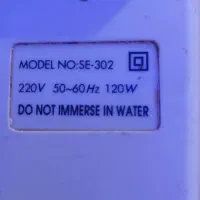 MODEL NO:SE-302
220V 50~60Hz 120W
DO NOT IMMERSE IN WATER